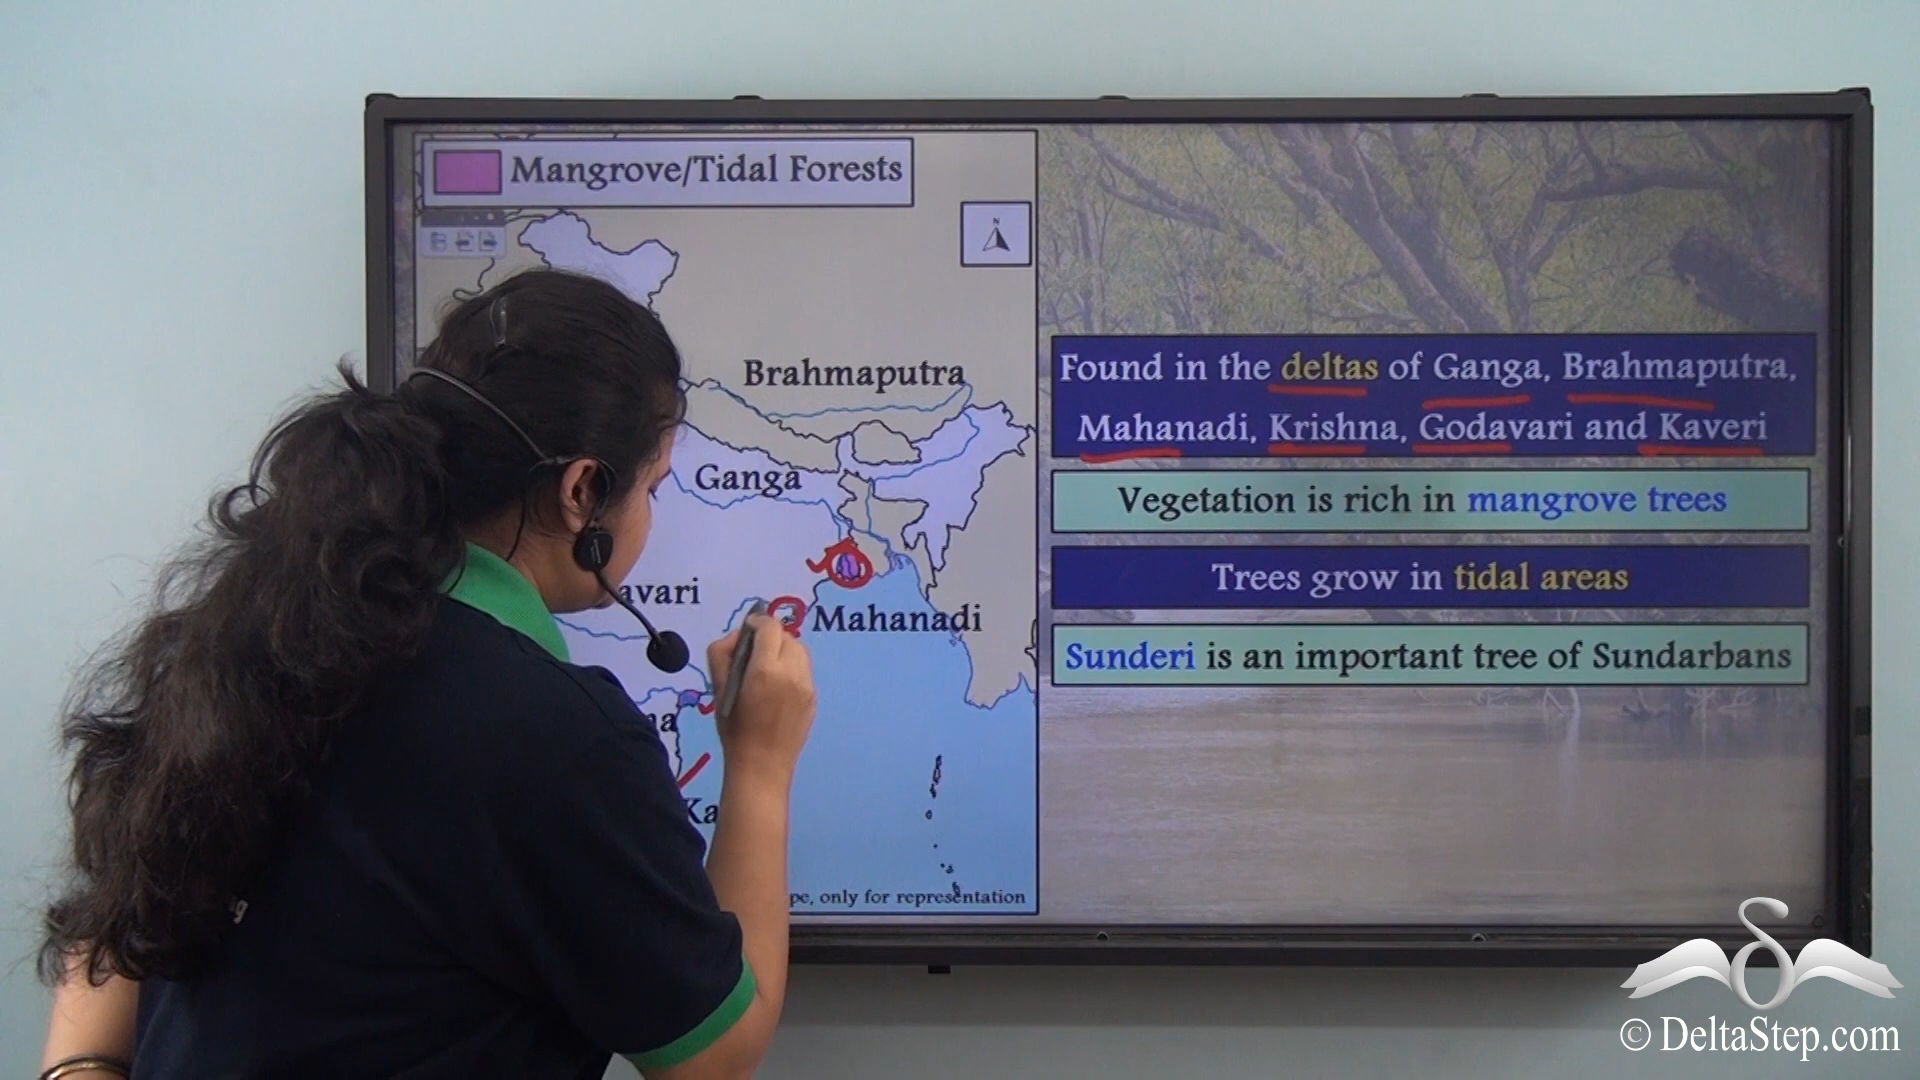 Mangrove/Tidal Forests
N
Brahmaputra
Ganga
avari
Mahanadi
na
Ka
pe, only for representation
Found in the deltas of Ganga, Brahmaputra,
Mahanadi, Krishna, Godavari and Kaveri
Vegetation is rich in mangrove trees
Trees grow in tidal areas
Sunderi is an important tree of Sundarbans
© DeltaStep.com